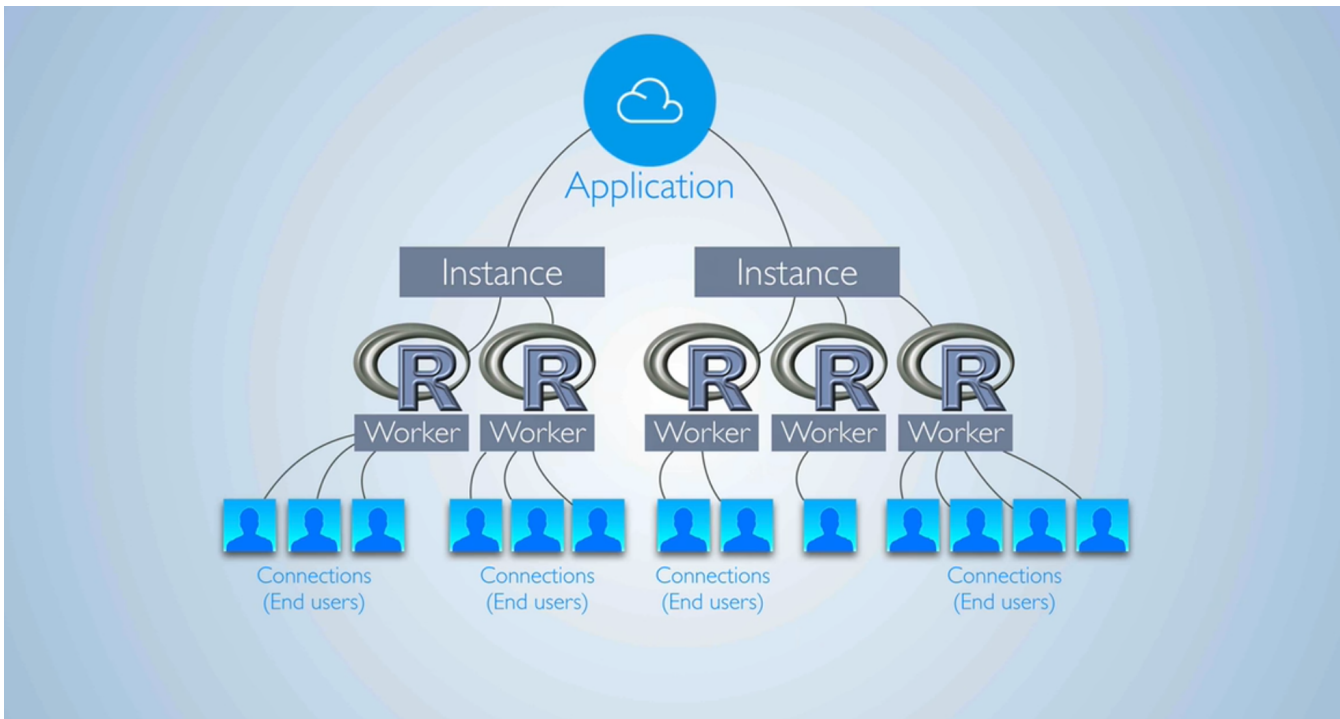 Application
Instance
Instance
R
R
R
R
R
Worker
Worker
Worker
Worker
Worker
Connections
(End users)
Connections
(End users)
Connections
(End users)
Connections
(End users)